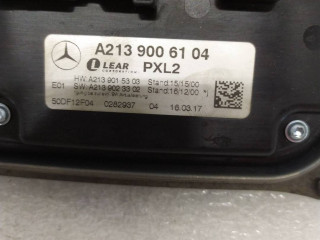 A213 900 61 04
LEAR CORPORATION PXL2
HW: A213 901 53 03 Stand:15/15/00
E01 SW: A213 902 33 02 Stand:16/12/00 *)
50DF12F04 0282937 04 16.03.17